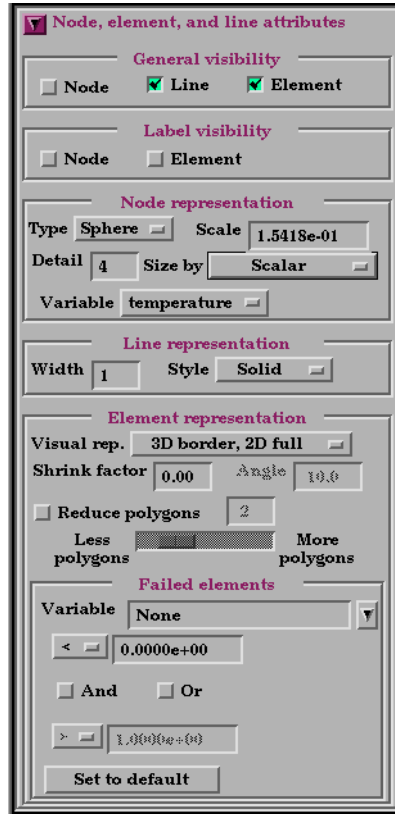 Node, element, and line attributes
General visibility
Node Line Element
Label visibility
Node Element
Node representation
Type Sphere Scale 1.5418e-01
Detail 4 Size by Scalar
Variable temperature
Line representation
Width 1 Style Solid
Element representation
Visual rep. 3D border, 2D full
Shrink factor 0.00 Angle 10.0
Reduce polygons 2
Less polygons More polygons
Failed elements
Variable None
< 0.0000e+00
And Or
> 1.0000e+00
Set to default